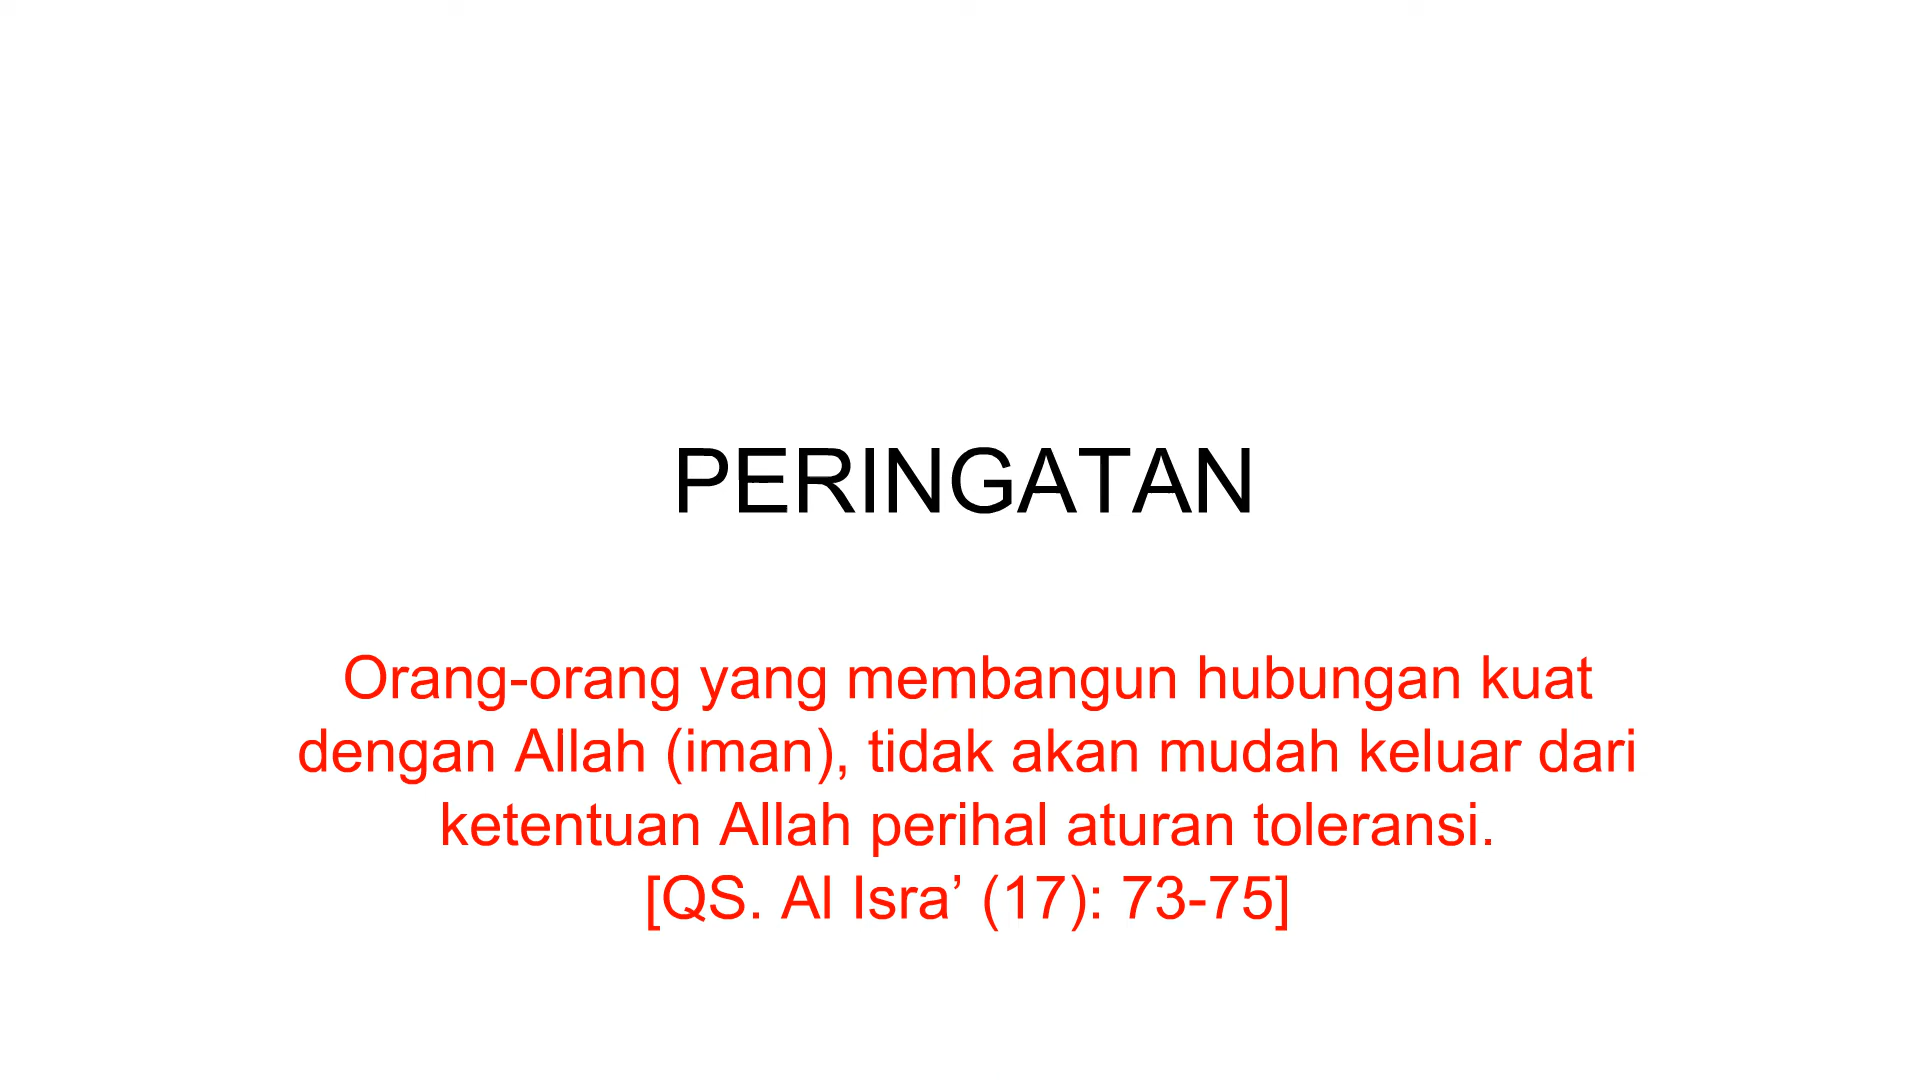 PERINGATAN
Orang-orang yang membangun hubungan kuat
dengan Allah (iman), tidak akan mudah keluar dari
ketentuan Allah perihal aturan toleransi.
[QS. Al Isra’ (17): 73-75]